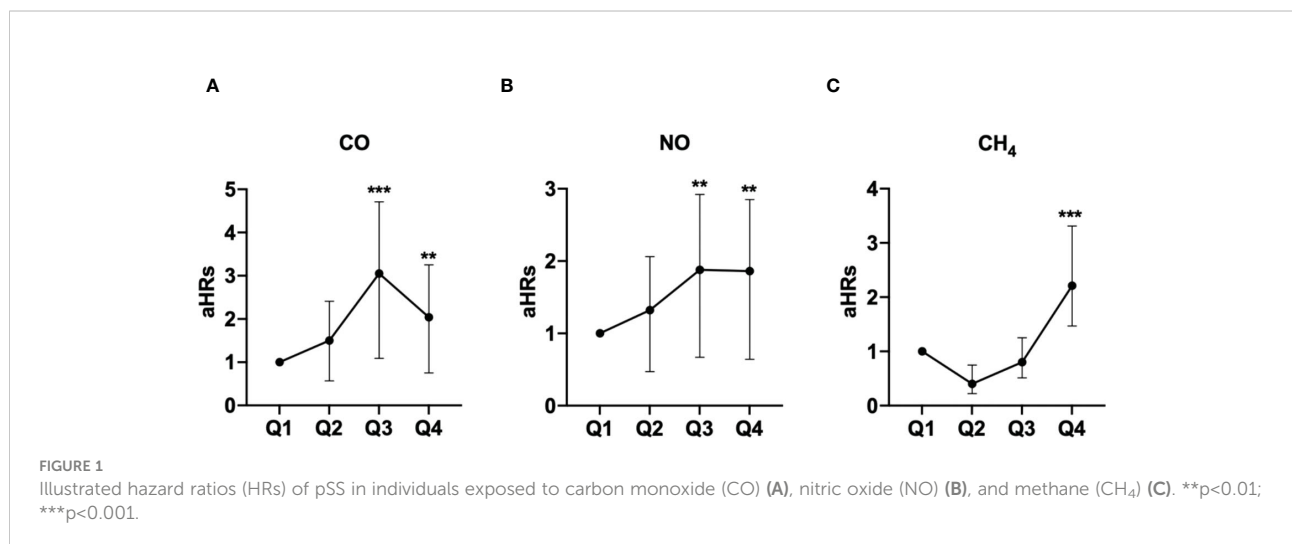 A
B
C
CO
NO
CH₄
aHRs
5
4
3
2
1
0
***
**
Q1 Q2 Q3 Q4
aHRs
3
2
1
0
**
**
Q1 Q2 Q3 Q4
aHRs
4
3
2
1
0
***
Q1 Q2 Q3 Q4
FIGURE 1
Illustrated hazard ratios (HRs) of pSS in individuals exposed to carbon monoxide (CO) (A), nitric oxide (NO) (B), and methane (CH₄) (C). **p<0.01;
***p<0.001.